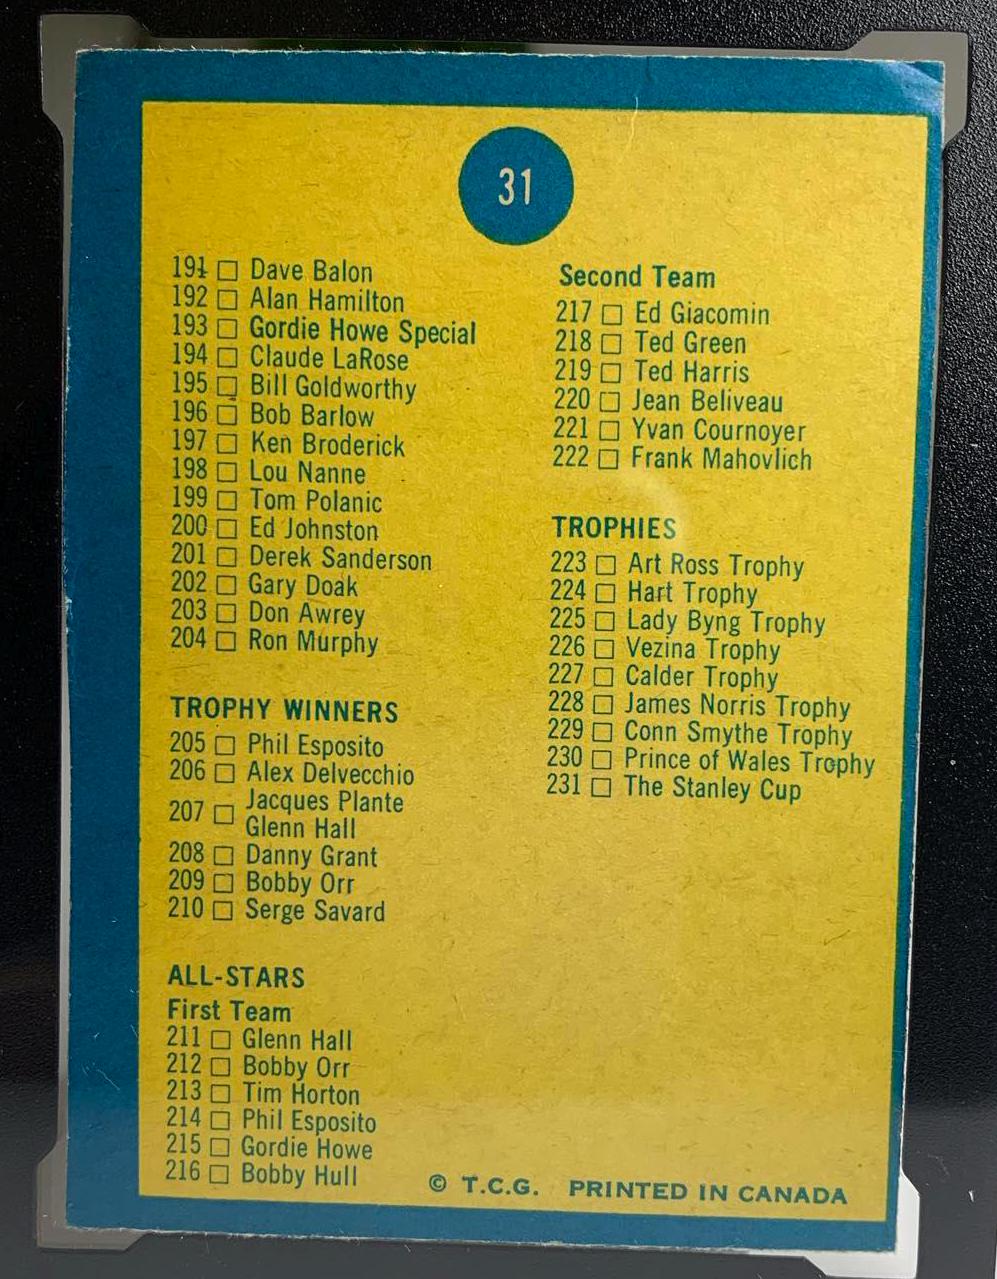 31
191 Dave Balon
192 Alan Hamilton
193 Gordie Howe Special
194 Claude LaRose
195 Bill Goldworthy
196 Bob Barlow
197 Ken Broderick
198 Lou Nanne
199 Tom Polanic
200 Ed Johnston
201 Derek Sanderson
202 Gary Doak
203 Don Awrey
204 Ron Murphy
TROPHY WINNERS
205 Phil Esposito
206 Alex Delvecchio
207 Jacques Plante
Glenn Hall
208 Danny Grant
209 Bobby Orr
210 Serge Savard
ALL-STARS
First Team
211 Glenn Hall
212 Bobby Orr
213 Tim Horton
214 Phil Esposito
215 Gordie Howe
216 Bobby Hull
Second Team
217 Ed Giacomin
218 Ted Green
219 Ted Harris
220 Jean Beliveau
221 Yvan Cournoyer
222 Frank Mahovlich
TROPHIES
223 Art Ross Trophy
224 Hart Trophy
225 Lady Byng Trophy
226 Vezina Trophy
227 Calder Trophy
228 James Norris Trophy
229 Conn Smythe Trophy
230 Prince of Wales Trophy
231 The Stanley Cup
© T.C.G. PRINTED IN CANADA